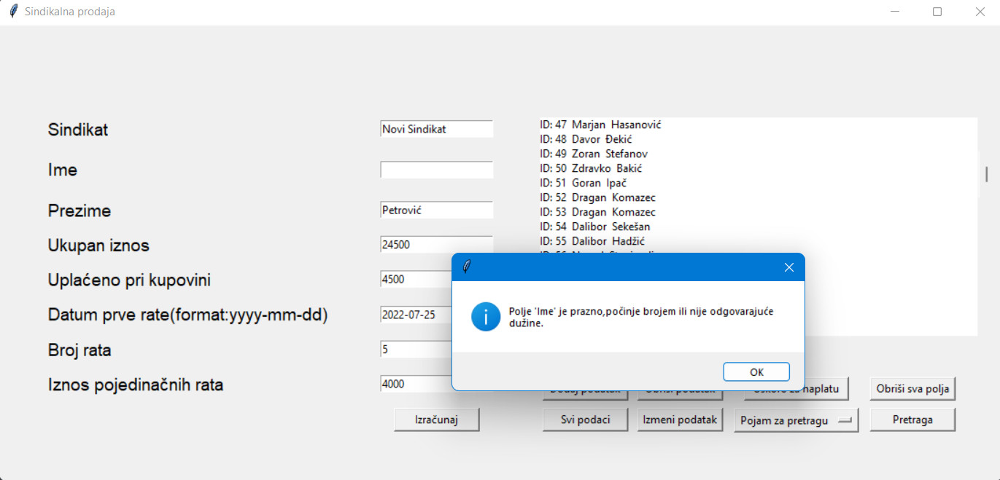 Sindikalna prodaja
Sindikat
Novi Sindikat
Ime
Prezime
Petrović
Ukupan iznos
24500
Uplaćeno pri kupovini
4500
Datum prve rate(format:yyyy-mm-dd)
2022-07-25
Broj rata
5
Iznos pojedinačnih rata
4000
Izračunaj
ID: 47 Marjan Hasanović
ID: 48 Davor Đekić
ID: 49 Zoran Stefanov
ID: 50 Zdravko Bakić
ID: 51 Goran Ipač
ID: 52 Dragan Komazec
ID: 53 Dragan Komazec
ID: 54 Dalibor Sekešan
ID: 55 Dalibor Hadžić
Polje 'Ime' je prazno,počinje brojem ili nije odgovarajuće
dužine.
OK
Dodaj podatak
Obriši podatak
naplatu
Obriši sva polja
Svi podaci
Izmeni podatak
Pojam za pretragu
Pretraga